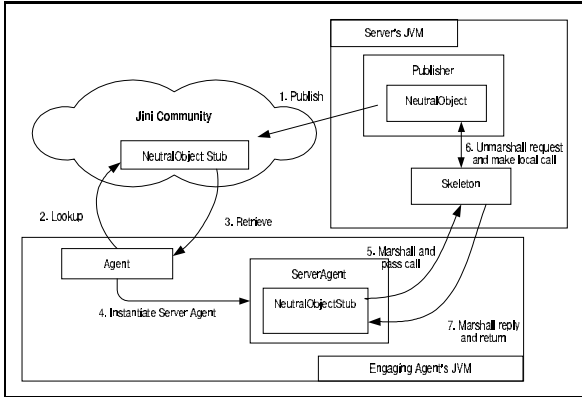 Server's JVM
Publisher
NeutralObject
1. Publish
Jini Community
NeutralObject Stub
6. Unmarshall request
and make local call
Skeleton
2. Lookup
3. Retrieve
Agent
5. Marshall and
pass call
ServerAgent
NeutralObjectStub
4. Instantiate Server Agent
7. Marshall reply
and return
Engaging Agent's JVM